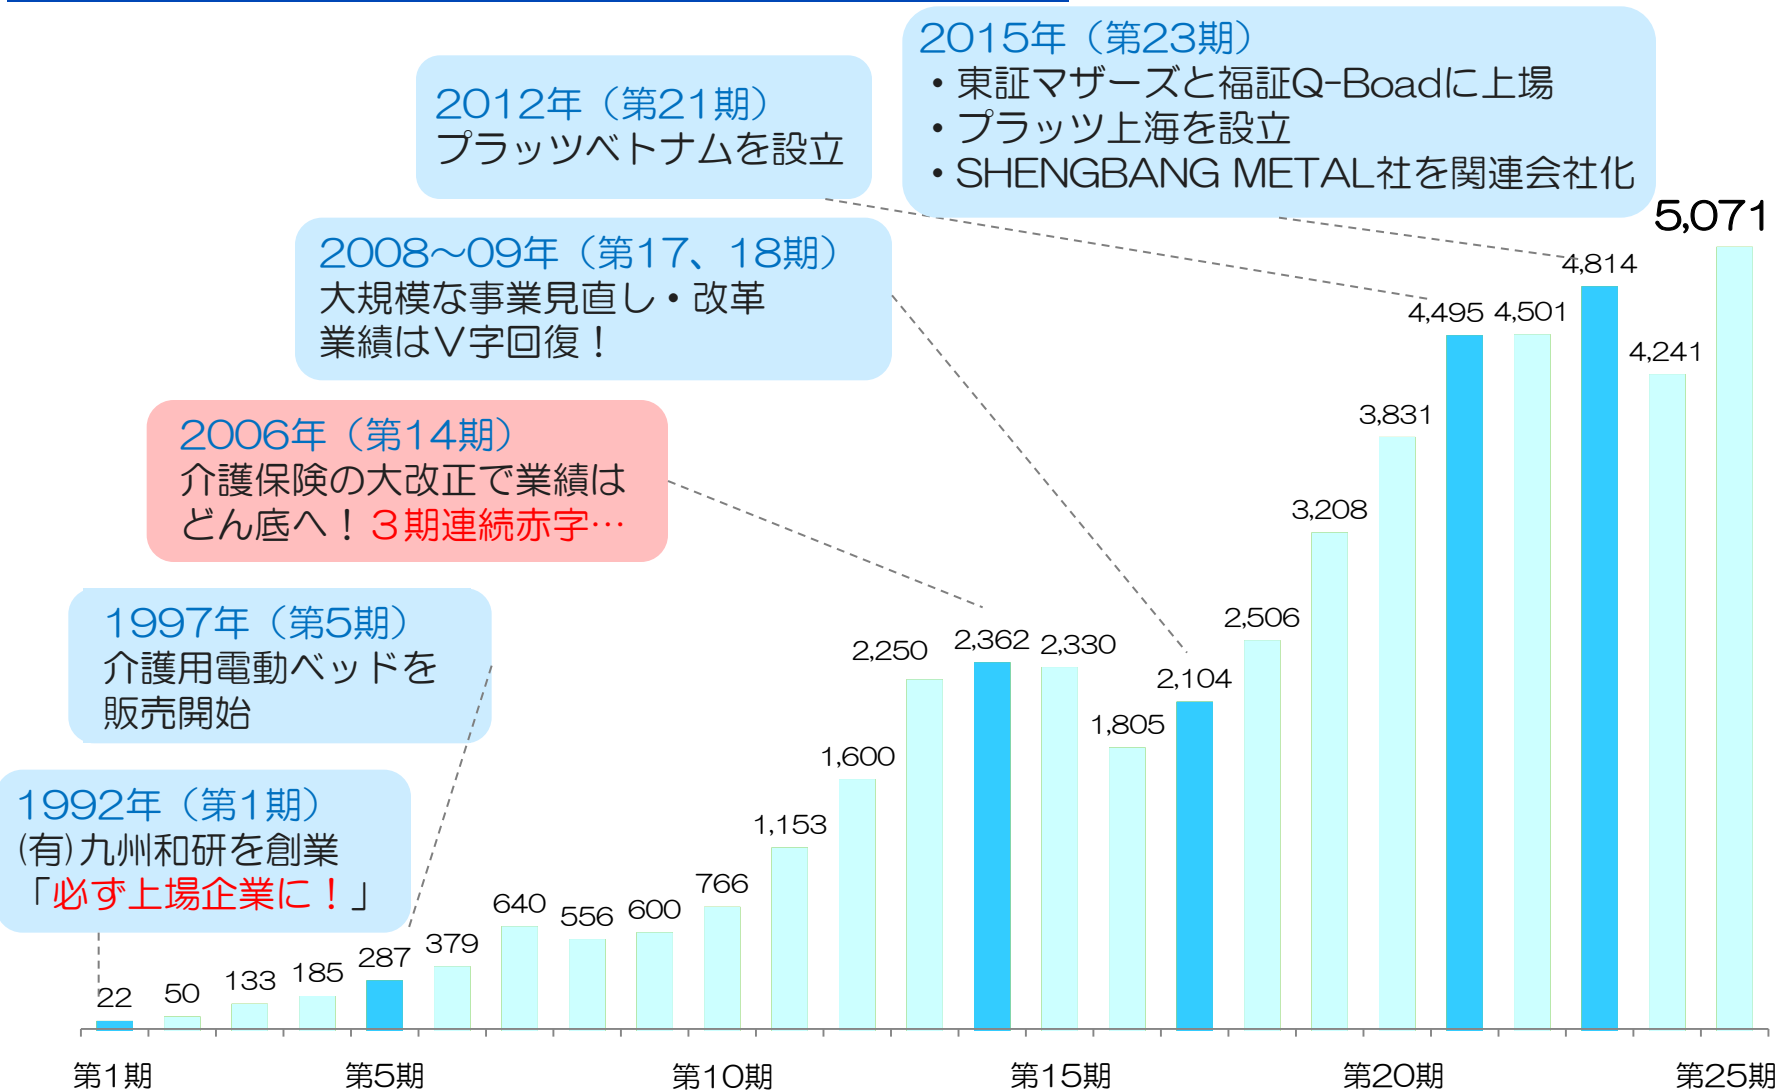 2015年（第23期）
・東証マザーズと福証Q-Boadに上場
・プラッツ上海を設立
・SHENGBANG METAL社を関連会社化
2012年（第21期）
プラッツベトナムを設立
2008～09年（第17、18期）
大規模な事業見直し・改革
業績はV字回復！
2006年（第14期）
介護保険の大改正で業績は
どん底へ！３期連続赤字…
1997年（第5期）
介護用電動ベッドを
販売開始
1992年（第1期）
(有)九州和研を創業
「必ず上場企業に！」
22
50
133
185
287
379
640
556
600
766
1,153
1,600
2,250
2,362
2,330
1,805
2,104
2,506
3,208
3,831
4,495
4,501
4,814
4,241
5,071
第1期
第5期
第10期
第15期
第20期
第25期